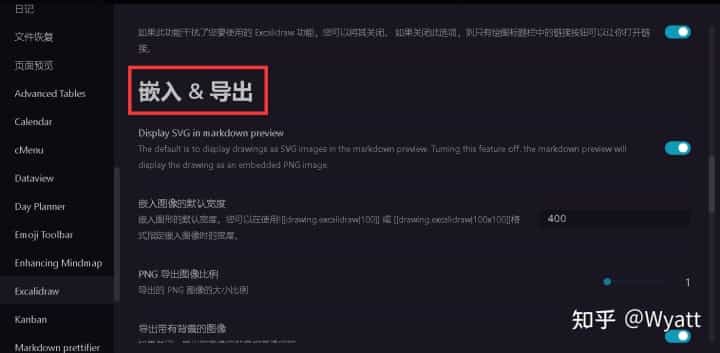 日记
文件恢复
页面预览
Advanced Tables
Calendar
cMenu
Dataview
Day Planner
Emoji Toolbar
Enhancing Mindmap
Excalidraw
Kanban
Markdown prettifier
如果此功能干扰了您要使用的 Excalidraw 功能，您可以将其关闭。 如果关闭此选项，则只有绘图标题栏中的链接按钮可以让你打开链
接。
嵌入 & 导出
Display SVG in markdown preview
The default is to display drawings as SVG images in the markdown preview. Turning this feature off, the markdown preview will
display the drawing as an embedded PNG image.
嵌入图像的默认宽度
嵌入图形的默认宽度。您可以在使用![[drawing.excalidraw|100]] 或 [[drawing.excalidraw|100x100]]格
式指定嵌入图像时的宽度。
400
PNG 导出图像比例
导出的 PNG 图像的大小比例
1
导出带有背景的图像
知乎 @Wyatt